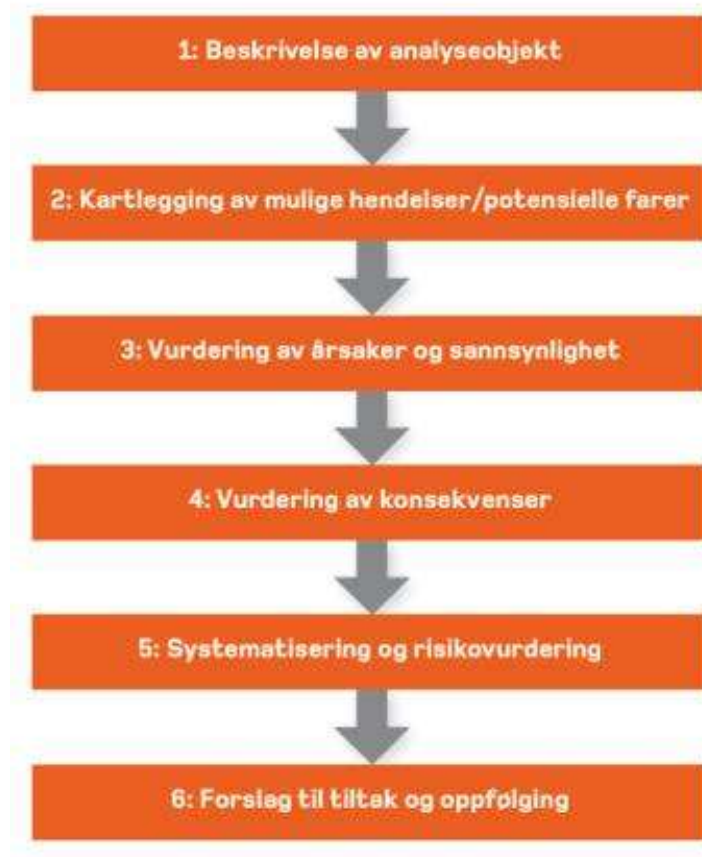 1: Beskrivelse av analyseobjekt
2: Kartlegging av mulige hendelser/potensielle farer
3: Vurdering av årsaker og sannsynlighet
4: Vurdering av konsekvenser
5: Systematisering og risikovurdering
6: Forslag til tiltak og oppfølging